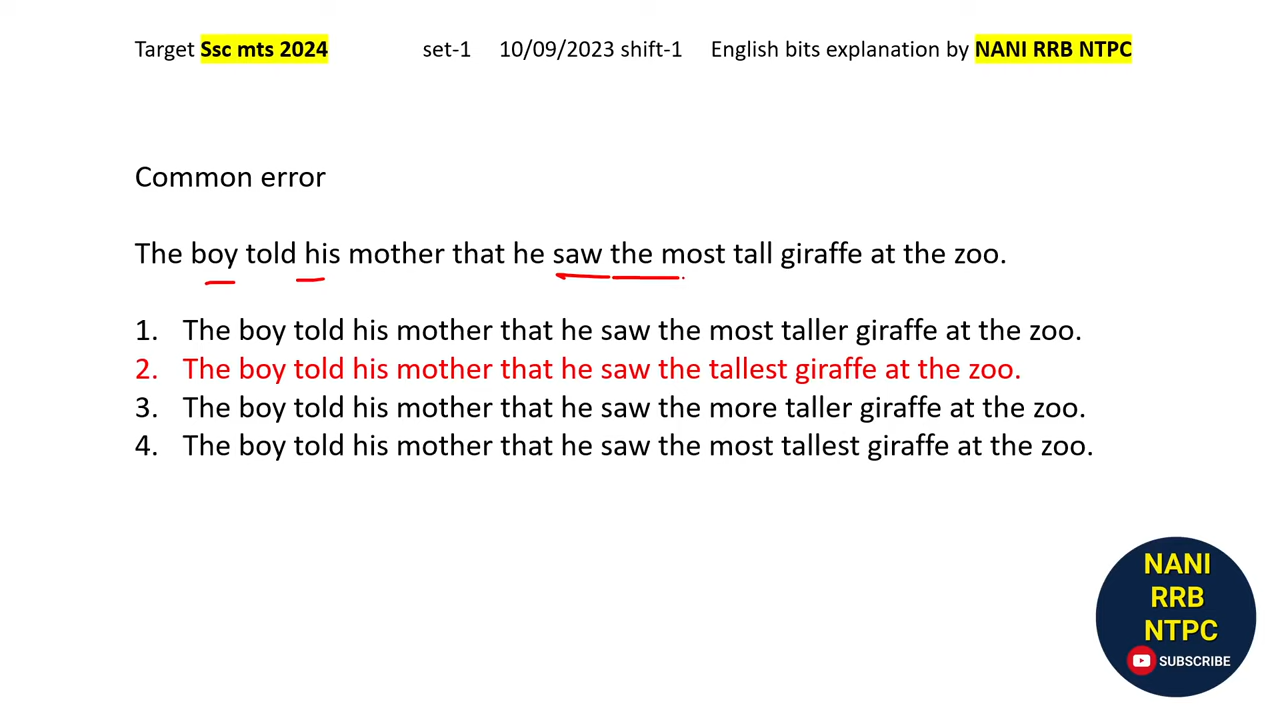 Target Ssc mts 2024 set-1 10/09/2023 shift-1 English bits explanation by NANI RRB NTPC
Common error
The boy told his mother that he saw the most tall giraffe at the zoo.
1. The boy told his mother that he saw the most taller giraffe at the zoo.
2. The boy told his mother that he saw the tallest giraffe at the zoo.
3. The boy told his mother that he saw the more taller giraffe at the zoo.
4. The boy told his mother that he saw the most tallest giraffe at the zoo.
NANI
RRB
NTPC
SUBSCRIBE